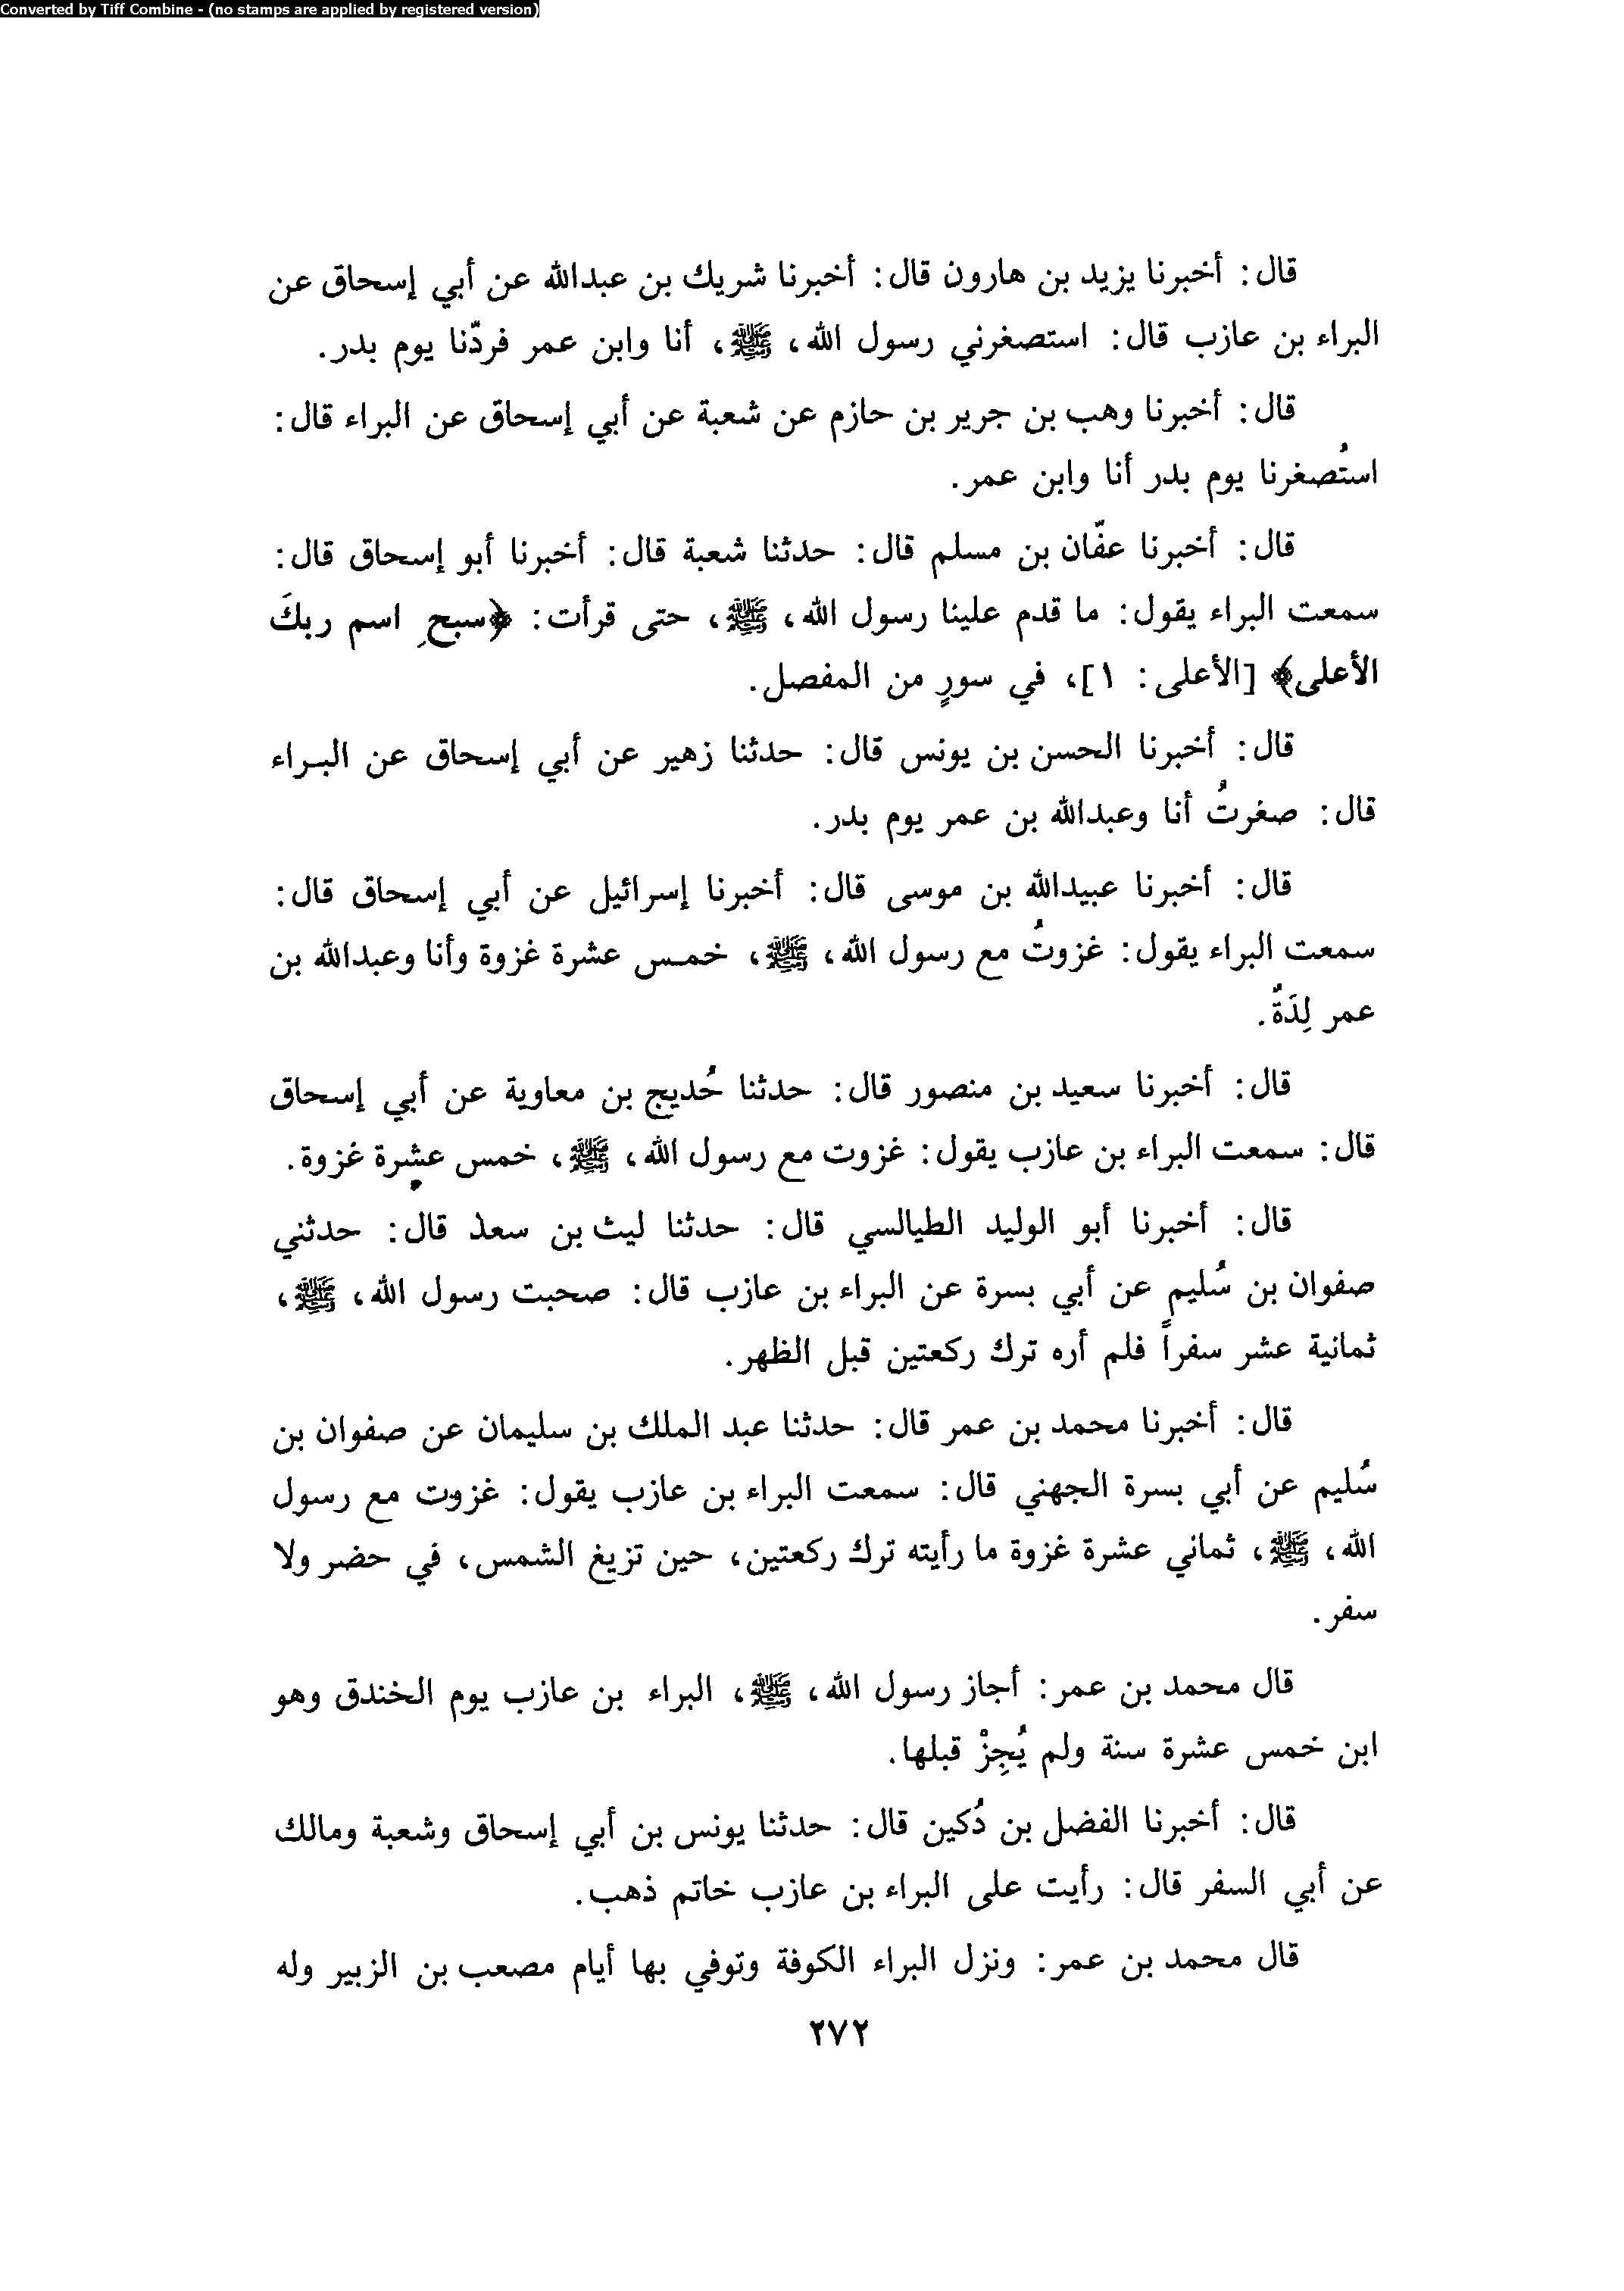 Converted by Tiff Combine - (no stamps are applied by registered version)
قال: أخبرنا يزيد بن هارون قال: أخبرنا شريك بن عبدالله عن أبي إسحاق عن
البراء بن عازب قال: استصغرني رسول الله، ﷺ، أنا وابن عمر فردّنا يوم بدر.
قال: أخبرنا وهب بن جرير بن حازم عن شعبة عن أبي إسحاق عن البراء قال:
استُصغرنا يوم بدر أنا وابن عمر.
قال: أخبرنا عفّان بن مسلم قال: حدثنا شعبة قال: أخبرنا أبو إسحاق قال:
سمعت البراء يقول: ما قدم علينا رسول الله، ﷺ، حتى قرأت: ﴿سبحِ اسم ربكَ
الأعلى﴾ [الأعلى: ١]، في سورٍ من المفصل.
قال: أخبرنا الحسن بن يونس قال: حدثنا زهير عن أبي إسحاق عن البـراء
قال: صغرتُ أنا وعبدالله بن عمر يوم بدر.
قال: أخبرنا عبيدالله بن موسى قال: أخبرنا إسرائيل عن أبي إسحاق قال:
سمعت البراء يقول: غزوتُ مع رسول الله، ﷺ، خمـس عشرة غزوة وأنا وعبدالله بن
عمر لِدَةٌ.
قال: أخبرنا سعيد بن منصور قال: حدثنا حُديج بن معاوية عن أبي إسحاق
قال: سمعت البراء بن عازب يقول: غزوت مع رسول الله، ﷺ، خمس عشرة غزوة.
قال: أخبرنا أبو الوليد الطيالسي قال: حدثنا ليث بن سعد قال: حدثني
صفوان بن سُليم عن أبي بسرة عن البراء بن عازب قال: صحبت رسول الله، ﷺ،
ثمانية عشر سفراً فلم أره ترك ركعتين قبل الظهر.
قال: أخبرنا محمد بن عمر قال: حدثنا عبد الملك بن سليمان عن صفوان بن
سُليم عن أبي بسرة الجهني قال: سمعت البراء بن عازب يقول: غزوت مع رسول
الله، ﷺ، ثماني عشرة غزوة ما رأيته ترك ركعتين، حين تزيغ الشمس، في حضر ولا
سفر.
قال محمد بن عمر: أجاز رسول الله، ﷺ، البراء بن عازب يوم الخندق وهو
ابن خمس عشرة سنة ولم يُجِزْ قبلها.
قال: أخبرنا الفضل بن دُكين قال: حدثنا يونس بن أبي إسحاق وشعبة ومالك
عن أبي السفر قال: رأيت على البراء بن عازب خاتم ذهب.
قال محمد بن عمر: ونزل البراء الكوفة وتوفي بها أيام مصعب بن الزبير وله
٢٧٢